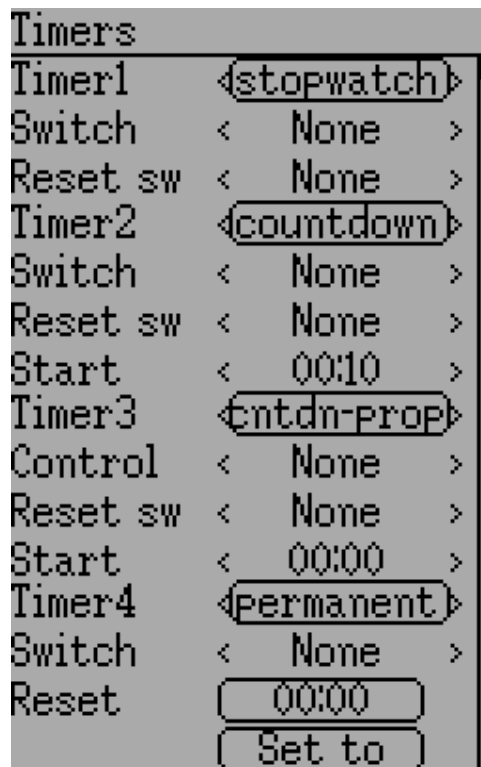 Timers
Timer1 stopwatch
Switch < None >
Reset sw < None >
Timer2 countdown
Switch < None >
Reset sw < None >
Start < 00:10 >
Timer3 cntdn-prop
Control < None >
Reset sw < None >
Start < 00:00 >
Timer4 permanent
Switch < None >
Reset 00:00
Set to